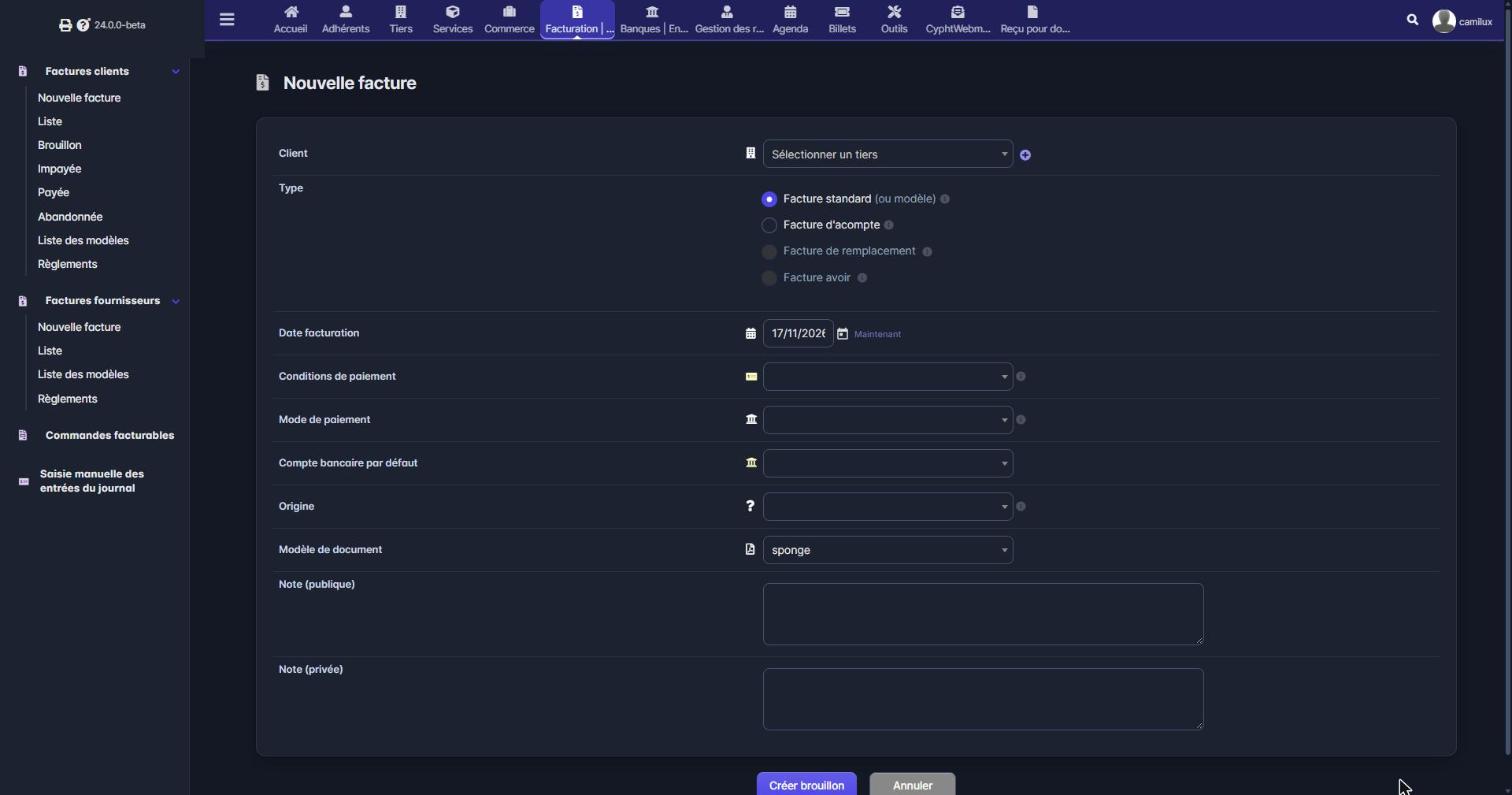 24.0.0-beta
Accueil
Adhérents
Tiers
Services
Commerce
Facturation | ...
Banques | En...
Gestion des r...
Agenda
Billets
Outils
CyphtWebm...
Reçu pour do...
camilux
Factures clients
Nouvelle facture
Liste
Brouillon
Impayée
Payée
Abandonnée
Liste des modèles
Règlements
Factures fournisseurs
Nouvelle facture
Liste
Liste des modèles
Règlements
Commandes facturables
Saisie manuelle des
entrées du journal
Nouvelle facture
Client
Sélectionner un tiers
Type
Facture standard (ou modèle)
Facture d'acompte
Facture de remplacement
Facture avoir
Date facturation
17/11/2026
Maintenant
Conditions de paiement
Mode de paiement
Compte bancaire par défaut
Origine
Modèle de document
sponge
Note (publique)
Note (privée)
Créer brouillon
Annuler